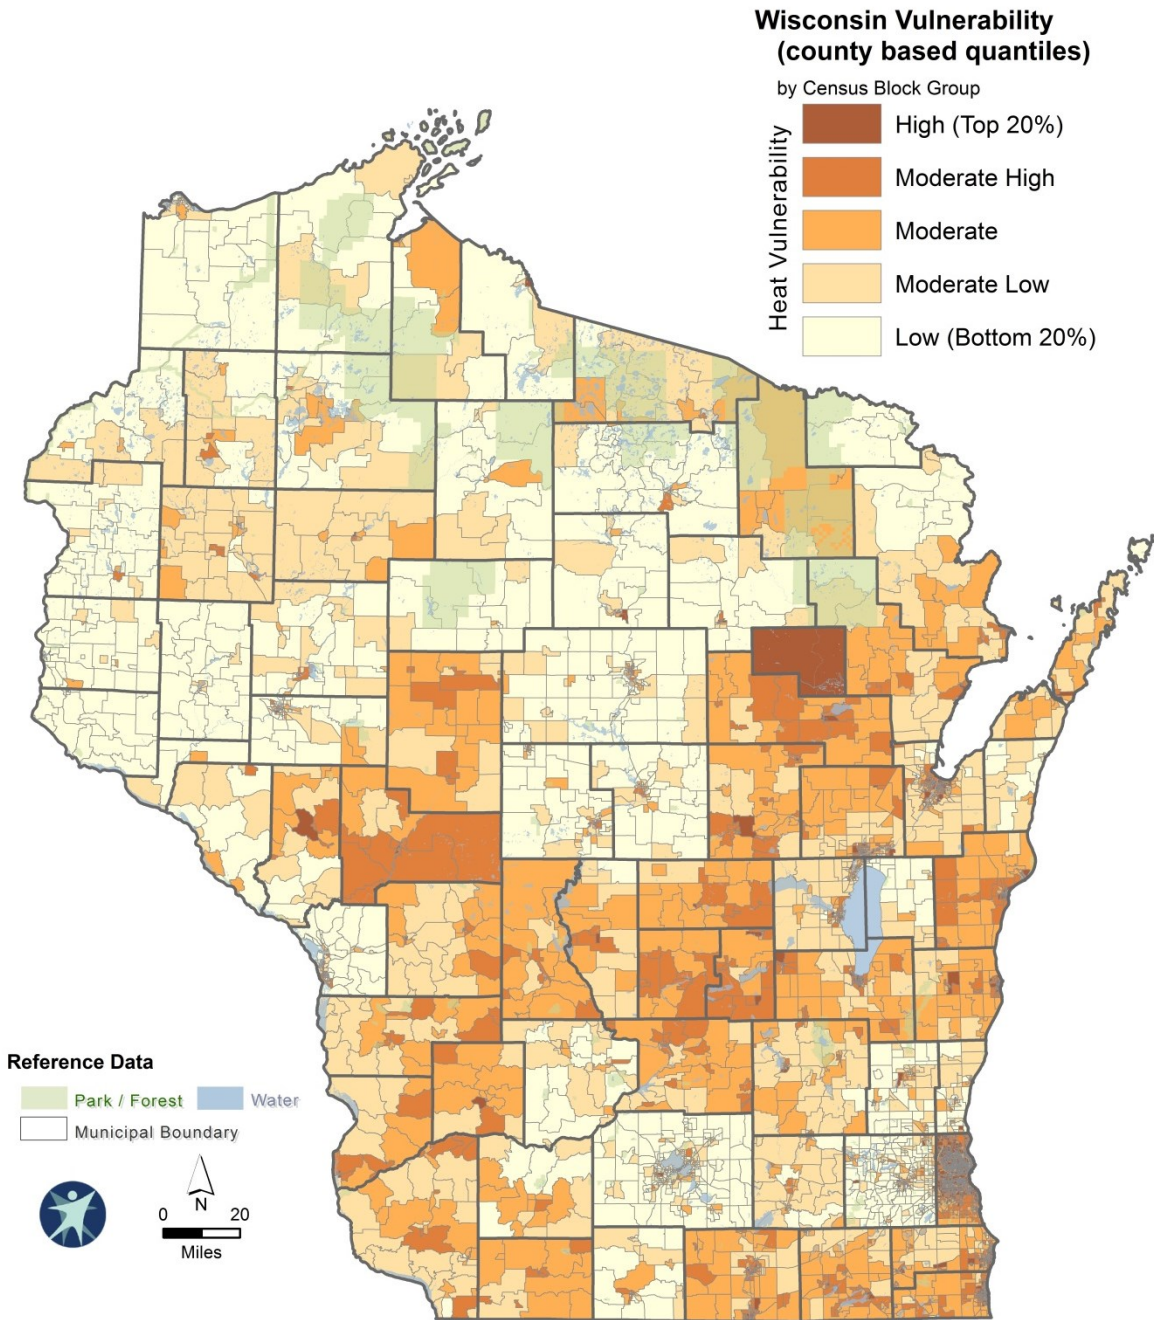 Wisconsin Vulnerability
(county based quantiles)
by Census Block Group
Heat Vulnerability
High (Top 20%)
Moderate High
Moderate
Moderate Low
Low (Bottom 20%)
Reference Data
Park / Forest
Water
Municipal Boundary
N
0 20
Miles